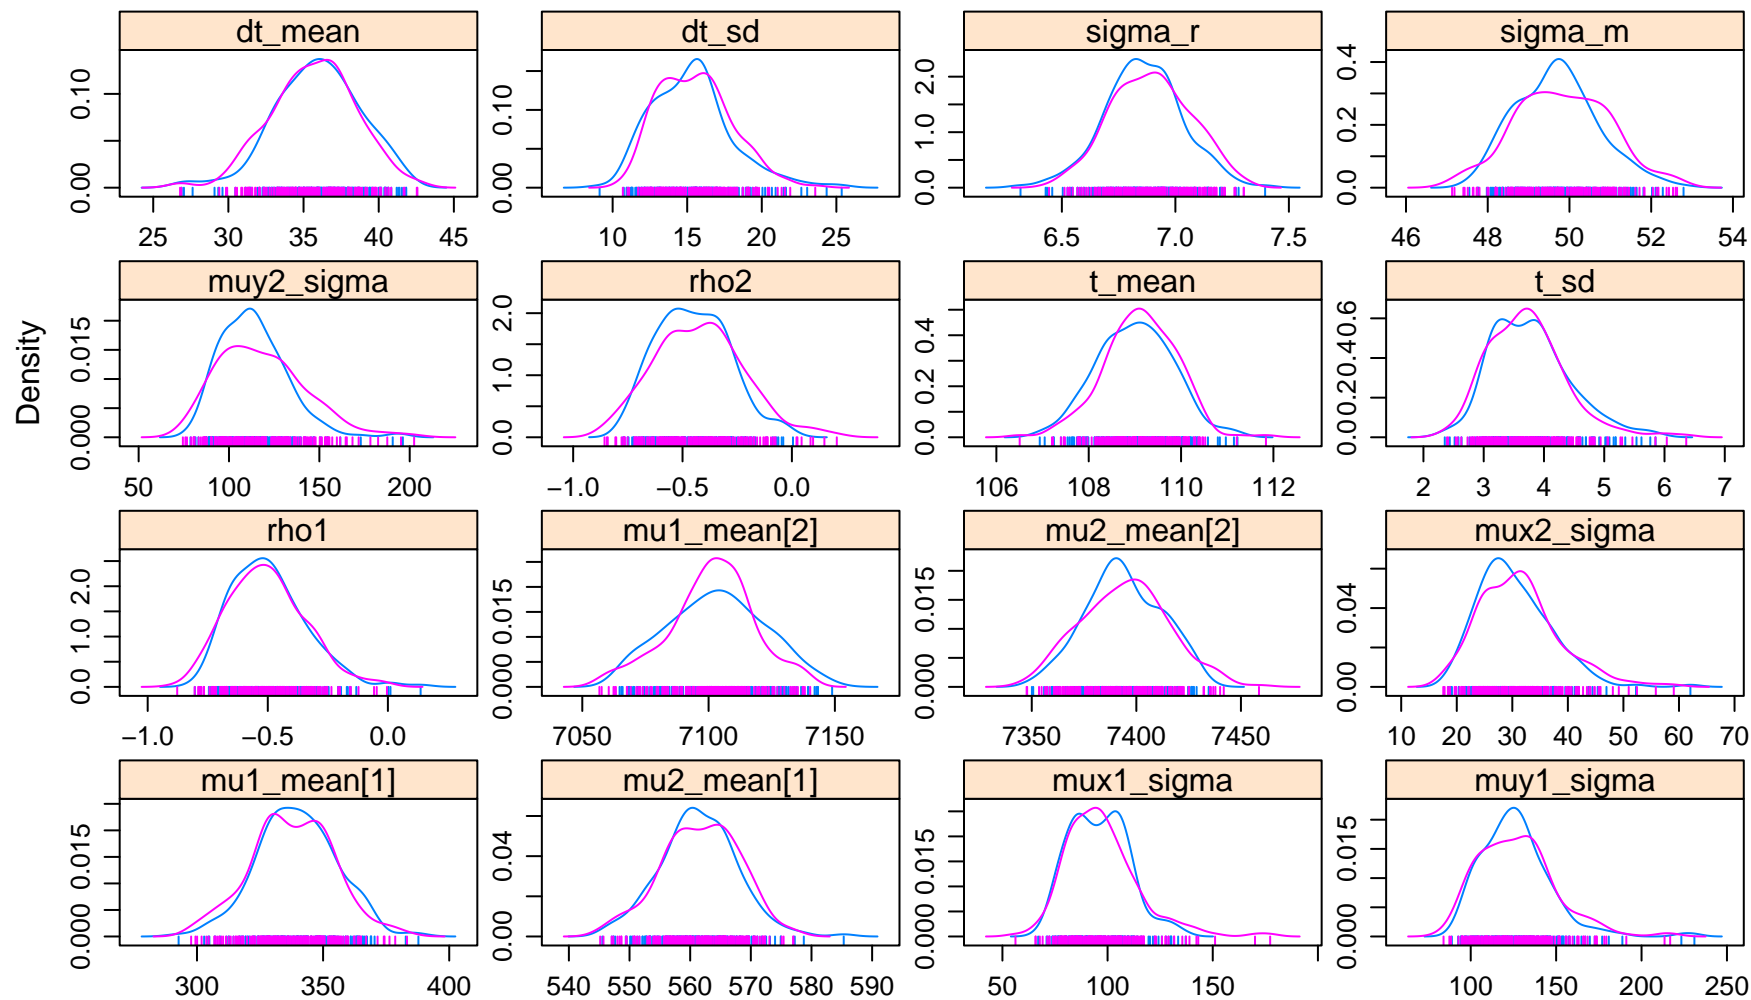 dt_mean dt_sd sigma_r sigma_m
0.00 0.10 0.00 0.10 0.0 1.0 2.0 0.0 0.2 0.4
25 30 35 40 45 10 15 20 25 6.5 7.0 7.5 46 48 50 52 54
muy2_sigma rho2 t_mean t_sd
0.000 0.015 0.0 1.0 2.0 0.0 0.2 0.4 0.0 0.2 0.4 0.6
50 100 150 200 −1.0 −0.5 0.0 106 108 110 112 2 3 4 5 6 7
Density
rho1 mu1_mean[2] mu2_mean[2] mux2_sigma
0.0 1.0 2.0 0.000 0.015 0.000 0.015 0.00 0.04
−1.0 −0.5 0.0 7050 7100 7150 7350 7400 7450 10 20 30 40 50 60 70
mu1_mean[1] mu2_mean[1] mux1_sigma muy1_sigma
0.000 0.015 0.00 0.04 0.000 0.015 0.000 0.015
300 350 400 540 550 560 570 580 590 50 100 150 100 150 200 250